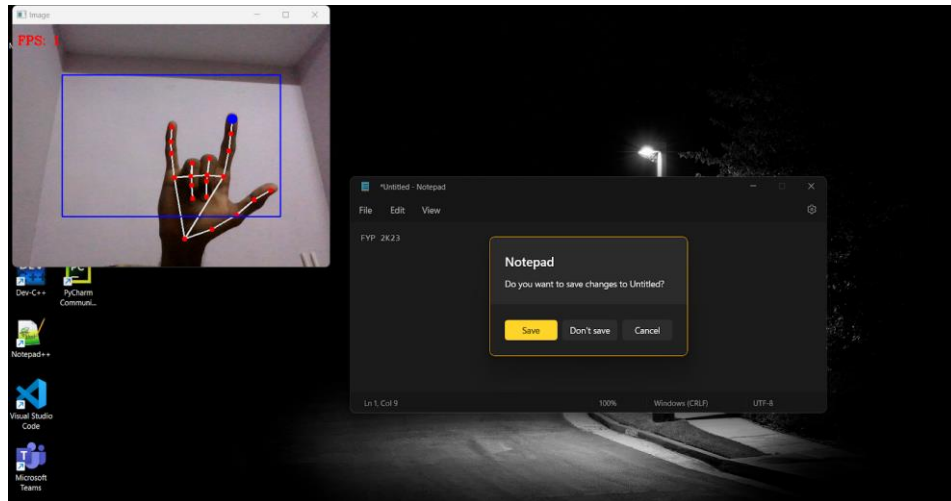 Image
FPS:
*Untitled - Notepad
File Edit View
FYP 2K23
Notepad
Do you want to save changes to Untitled?
Save Don't save Cancel
Ln 1, Col 9 100% Windows (CRLF) UTF-8
DEV
PC
Dev-C++ PyCharm
Communi...
Notepad++
Visual Studio
Code
Microsoft
Teams